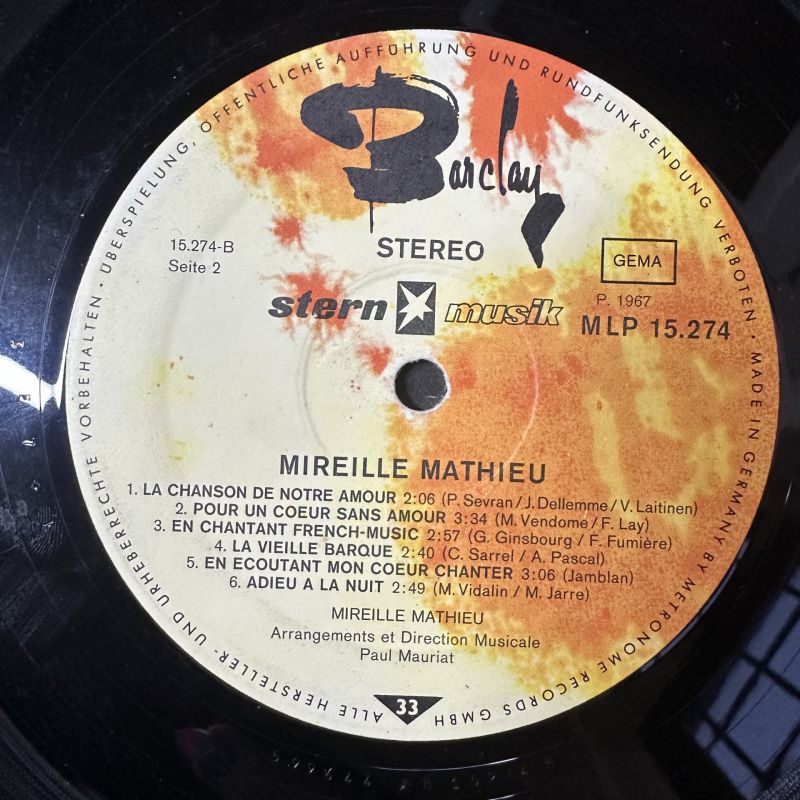 ALLE HERSTELLER- UND URHEBERRECHTE VORBEHALTEN · ÜBERSPIELUNG, ÖFFENTLICHE AUFFÜHRUNG UND RUNDFUNKSENDUNG VERBOTEN · MADE IN GERMANY BY METRONOME RECORDS GMBH
Barclay
STEREO
15.274-B
Seite 2
GEMA
stern musik
P. 1967
MLP 15.274
MIREILLE MATHIEU
1. LA CHANSON DE NOTRE AMOUR 2:06 (P. Sevran / J. Dellemme / V. Laitinen)
2. POUR UN COEUR SANS AMOUR 3:34 (M. Vendome / F. Lay)
3. EN CHANTANT FRENCH-MUSIC 2:57 (G. Ginsbourg / F. Fumière)
4. LA VIEILLE BARQUE 2:40 (C. Sarrel / A. Pascal)
5. EN ECOUTANT MON COEUR CHANTER 3:06 (Jamblan)
6. ADIEU A LA NUIT 2:49 (M. Vidalin / M. Jarre)
MIREILLE MATHIEU
Arrangements et Direction Musicale
Paul Mauriat
33